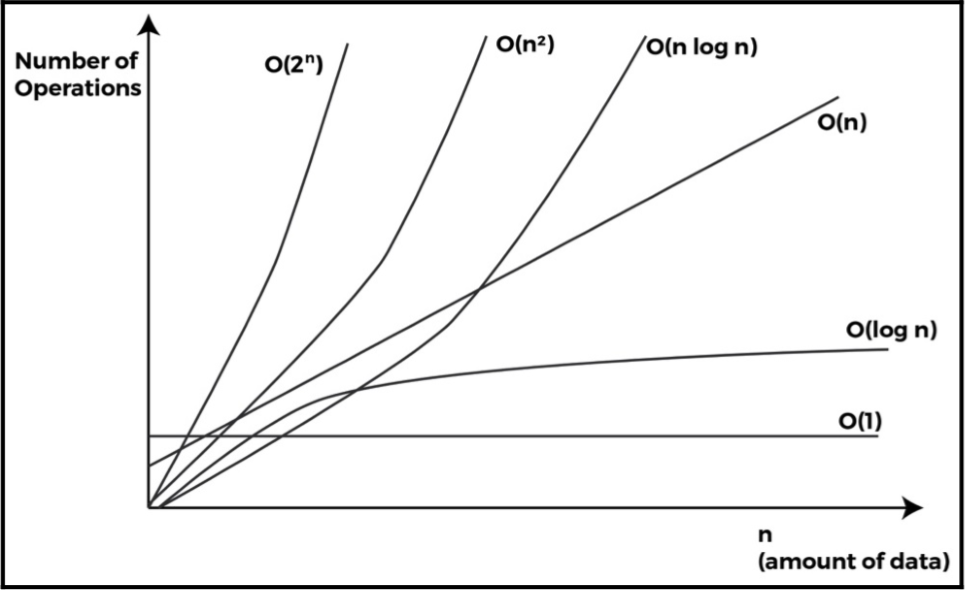 Number of
Operations
O(2ⁿ)
O(n²)
O(n log n)
O(n)
O(log n)
O(1)
n
(amount of data)